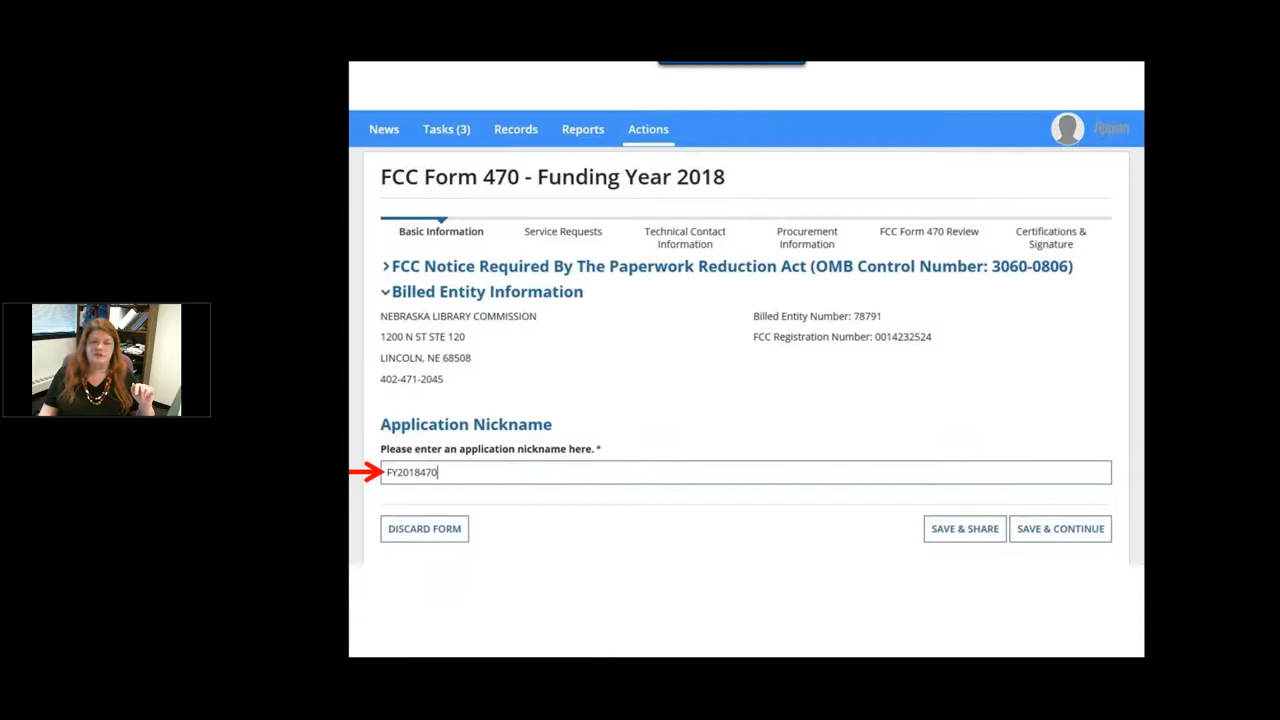 News Tasks (3) Records Reports Actions Appian
FCC Form 470 - Funding Year 2018
Basic Information Service Requests Technical Contact Information Procurement Information FCC Form 470 Review Certifications & Signature
FCC Notice Required By The Paperwork Reduction Act (OMB Control Number: 3060-0806)
Billed Entity Information
NEBRASKA LIBRARY COMMISSION Billed Entity Number: 78791
1200 N ST STE 120 FCC Registration Number: 0014232524
LINCOLN, NE 68508
402-471-2045
Application Nickname
Please enter an application nickname here. *
FY2018470
DISCARD FORM SAVE & SHARE SAVE & CONTINUE